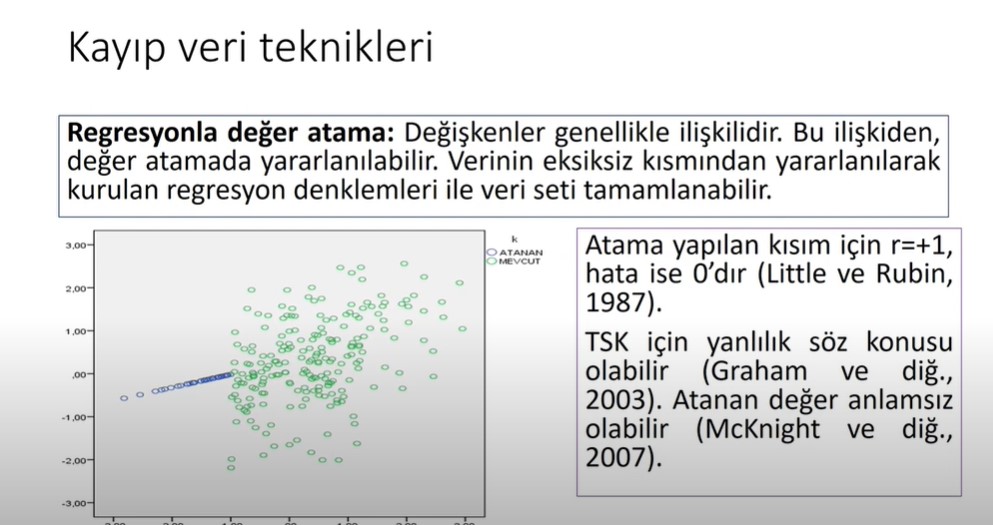 Kayıp veri teknikleri
Regresyonla değer atama: Değişkenler genellikle ilişkilidir. Bu ilişkiden,
değer atamada yararlanılabilir. Verinin eksiksiz kısmından yararlanılarak
kurulan regresyon denklemleri ile veri seti tamamlanabilir.
3,00
2,00
1,00
,00
-1,00
-2,00
-3,00
k
ATANAN
MEVCUT
Atama yapılan kısım için r=+1,
hata ise 0’dır (Little ve Rubin,
1987).
TSK için yanlılık söz konusu
olabilir (Graham ve diğ.,
2003). Atanan değer anlamsız
olabilir (McKnight ve diğ.,
2007).